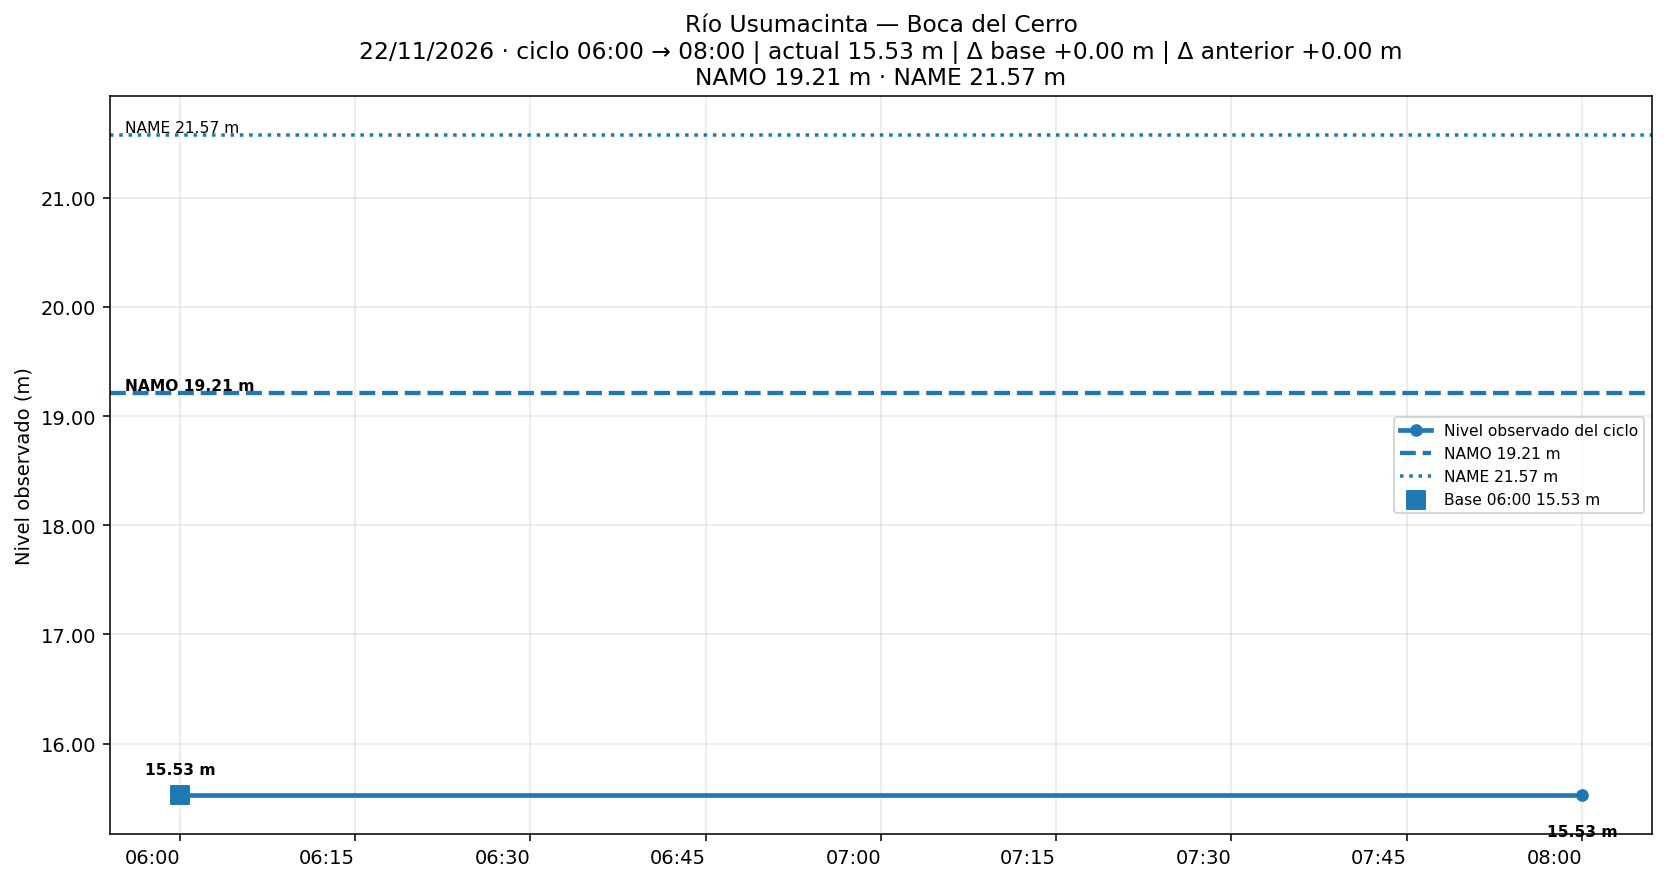 Río Usumacinta — Boca del Cerro
22/11/2026 · ciclo 06:00 → 08:00 | actual 15.53 m | Δ base +0.00 m | Δ anterior +0.00 m
NAMO 19.21 m · NAME 21.57 m
NAME 21.57 m
21.00
20.00
NAMO 19.21 m
19.00
Nivel observado del ciclo
NAMO 19.21 m
NAME 21.57 m
Base 06:00 15.53 m
Nivel observado (m)
18.00
17.00
16.00
15.53 m
15.53 m
06:00 06:15 06:30 06:45 07:00 07:15 07:30 07:45 08:00